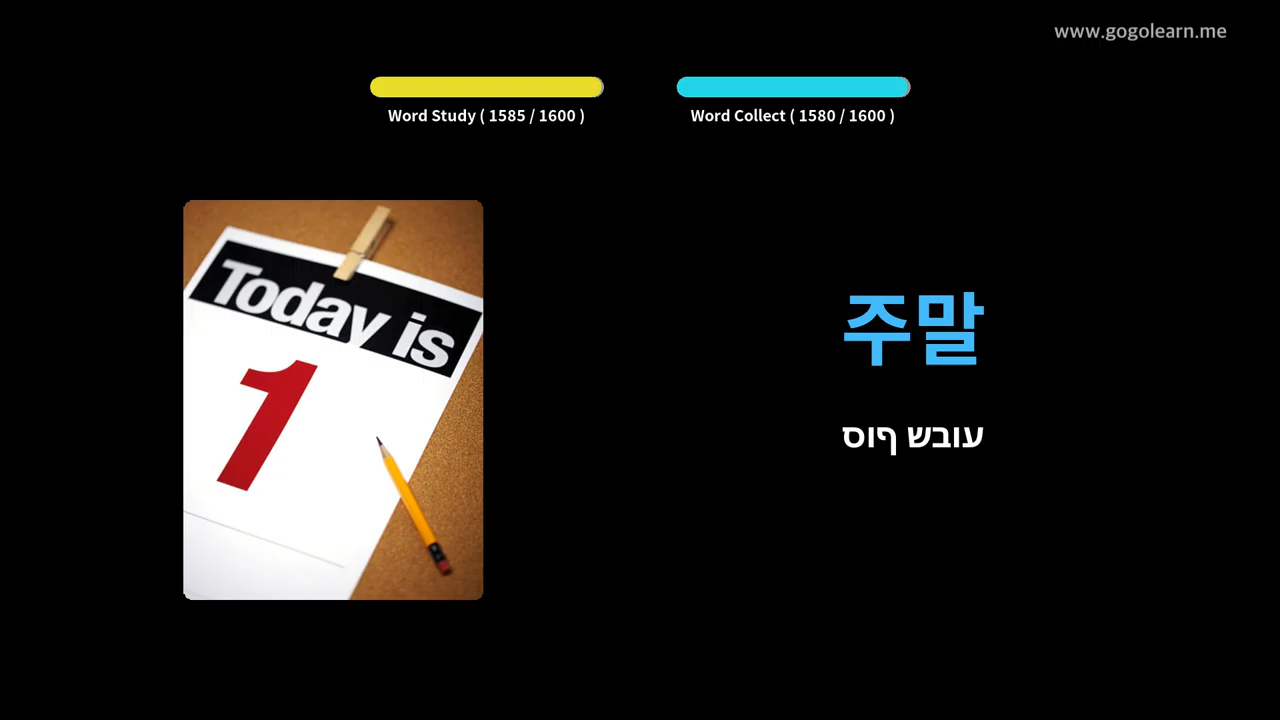 www.gogolearn.me
Word Study ( 1585 / 1600 )
Word Collect ( 1580 / 1600 )
Today is
1
주말
סוף שבוע